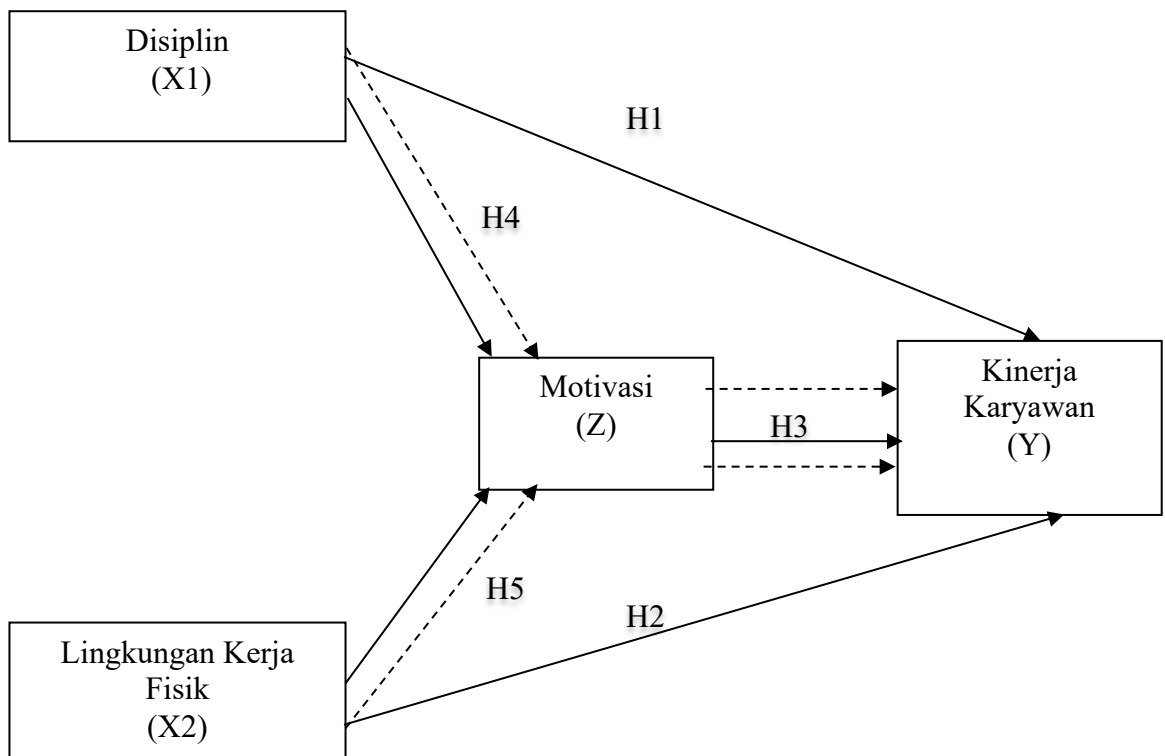 Disiplin
(X1)
H1
H4
Motivasi
(Z)
H3
Kinerja
Karyawan
(Y)
H5
H2
Lingkungan Kerja
Fisik
(X2)